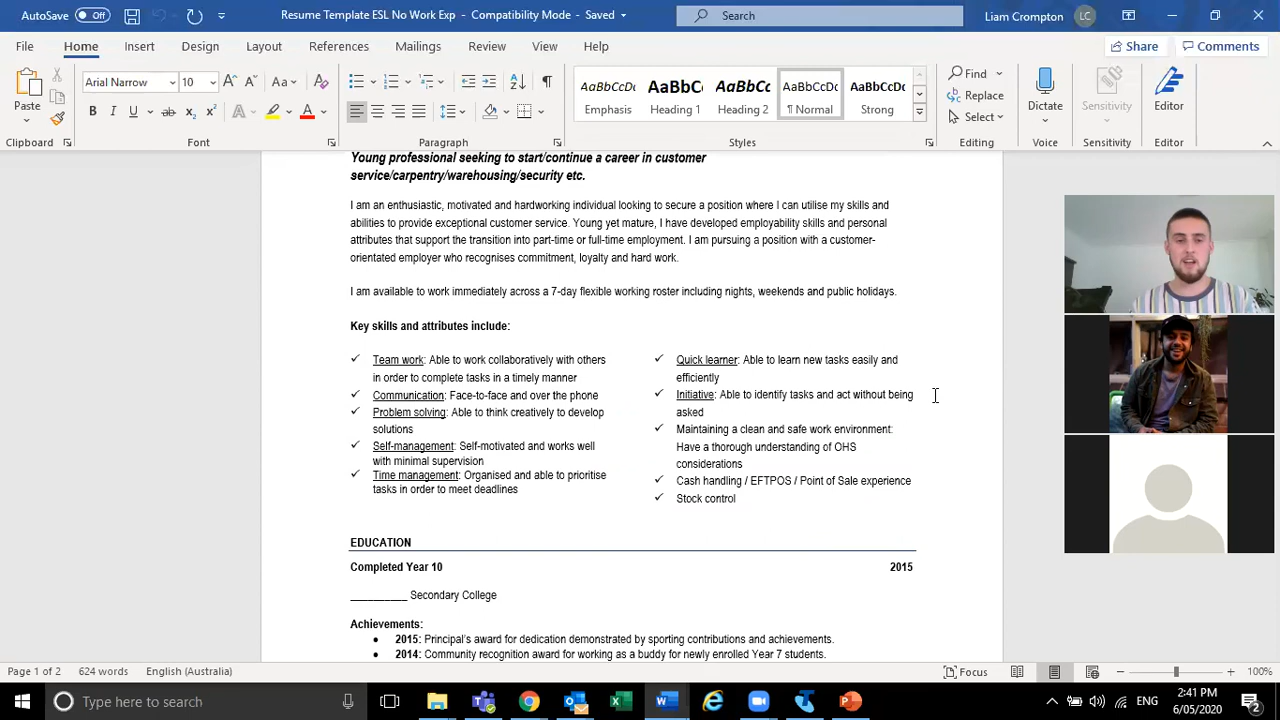 AutoSave Off
Resume Template ESL No Work Exp - Compatibility Mode - Saved
Search
Liam Crompton LC
File Home Insert Design Layout References Mailings Review View Help
Share Comments
Paste
Arial Narrow 10 Aa
AaBbCcDc AaBbC AaBbCc AaBbCcDc AaBbCcDc
Emphasis Heading 1 Heading 2 ¶ Normal Strong
Find
Replace
Select
Dictate Sensitivity Editor
Clipboard Font Paragraph Styles Editing Voice Sensitivity Editor
Young professional seeking to start/continue a career in customer
service/carpentry/warehousing/security etc.
I am an enthusiastic, motivated and hardworking individual looking to secure a position where I can utilise my skills and
abilities to provide exceptional customer service. Young yet mature, I have developed employability skills and personal
attributes that support the transition into part-time or full-time employment. I am pursuing a position with a customer-
orientated employer who recognises commitment, loyalty and hard work.
I am available to work immediately across a 7-day flexible working roster including nights, weekends and public holidays.
Key skills and attributes include:
✓ Team work: Able to work collaboratively with others
in order to complete tasks in a timely manner
✓ Communication: Face-to-face and over the phone
✓ Problem solving: Able to think creatively to develop
solutions
✓ Self-management: Self-motivated and works well
with minimal supervision
✓ Time management: Organised and able to prioritise
tasks in order to meet deadlines
✓ Quick learner: Able to learn new tasks easily and
efficiently
✓ Initiative: Able to identify tasks and act without being
asked
✓ Maintaining a clean and safe work environment:
Have a thorough understanding of OHS
considerations
✓ Cash handling / EFTPOS / Point of Sale experience
✓ Stock control
EDUCATION
Completed Year 10 2015
__________ Secondary College
Achievements:
• 2015: Principal's award for dedication demonstrated by sporting contributions and achievements.
• 2014: Community recognition award for working as a buddy for newly enrolled Year 7 students.
Page 1 of 2 624 words English (Australia) Focus 100%
Type here to search
ENG
2:41 PM
6/05/2020
2